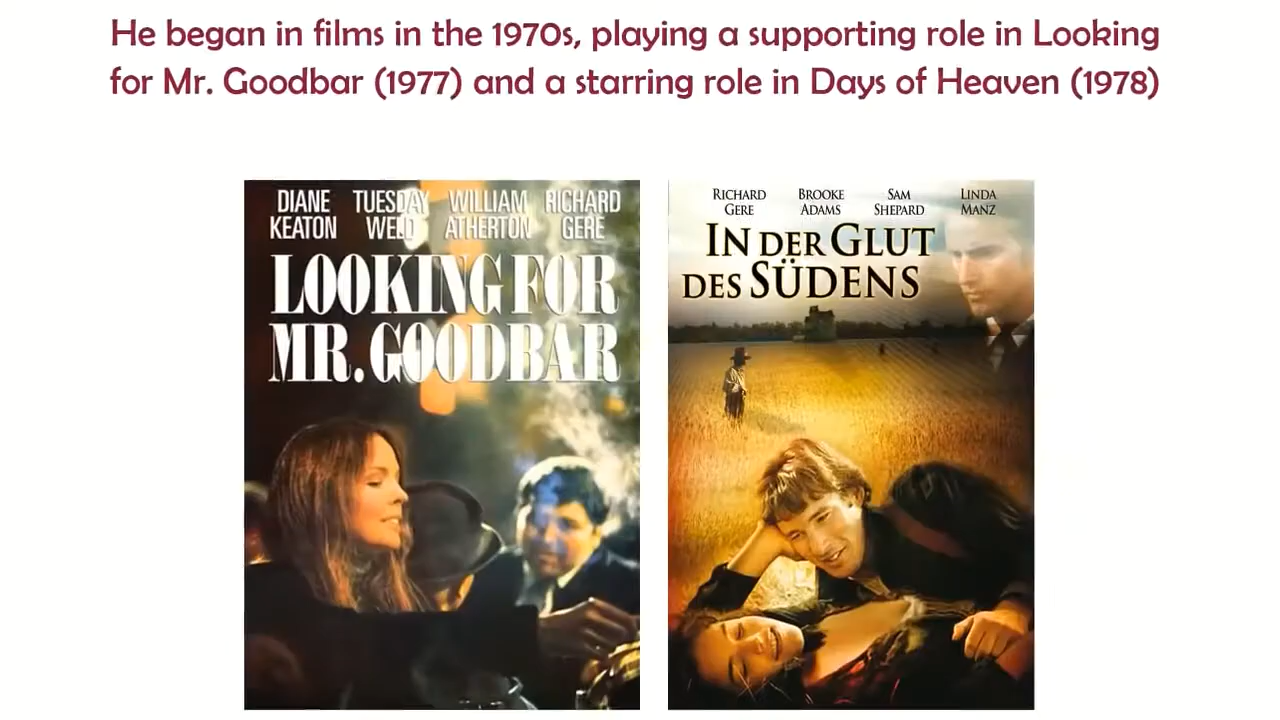 He began in films in the 1970s, playing a supporting role in Looking
for Mr. Goodbar (1977) and a starring role in Days of Heaven (1978)
DIANE KEATON
TUESDAY WELD
WILLIAM ATHERTON
RICHARD GERE
LOOKING FOR
MR. GOODBAR
RICHARD GERE
BROOKE ADAMS
SAM SHEPARD
LINDA MANZ
IN DER GLUT
DES SÜDENS